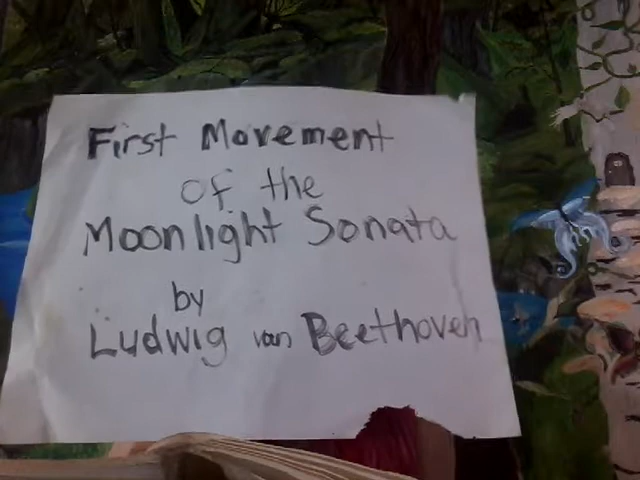 First Movement
of the
Moonlight Sonata
by
Ludwig van Beethoven